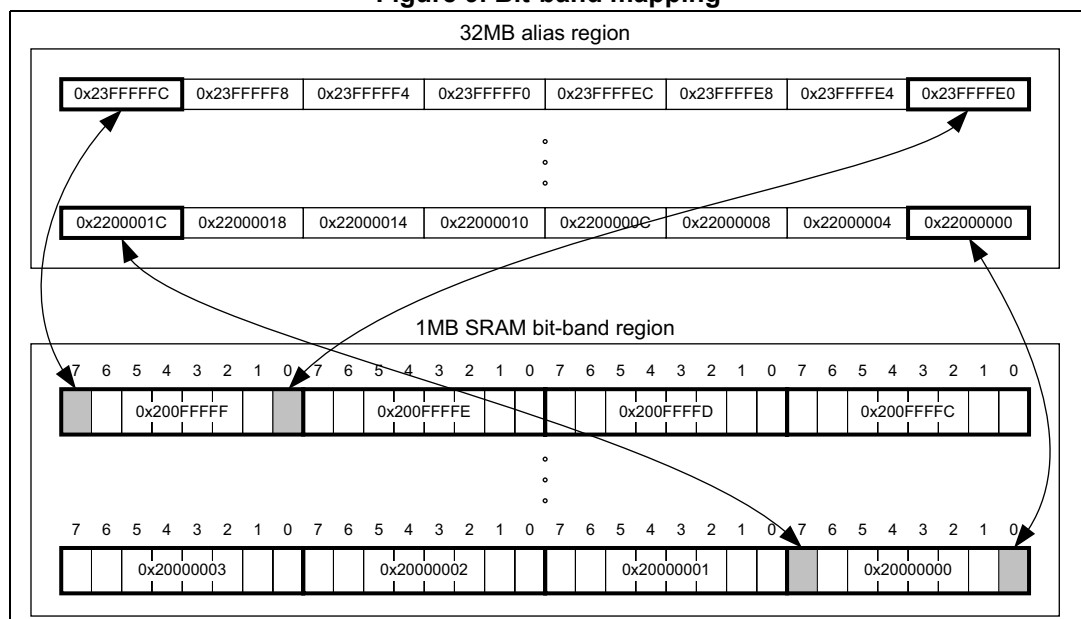 Figure 9. Bit-band mapping
32MB alias region
0x23FFFFFC 0x23FFFFF8 0x23FFFFF4 0x23FFFFF0 0x23FFFFEC 0x23FFFFE8 0x23FFFFE4 0x23FFFFE0
0x2200001C 0x22000018 0x22000014 0x22000010 0x2200000C 0x22000008 0x22000004 0x22000000
1MB SRAM bit-band region
7 6 5 4 3 2 1 0 7 6 5 4 3 2 1 0 7 6 5 4 3 2 1 0 7 6 5 4 3 2 1 0
0x200FFFFF 0x200FFFFE 0x200FFFFD 0x200FFFFC
7 6 5 4 3 2 1 0 7 6 5 4 3 2 1 0 7 6 5 4 3 2 1 0 7 6 5 4 3 2 1 0
0x20000003 0x20000002 0x20000001 0x20000000